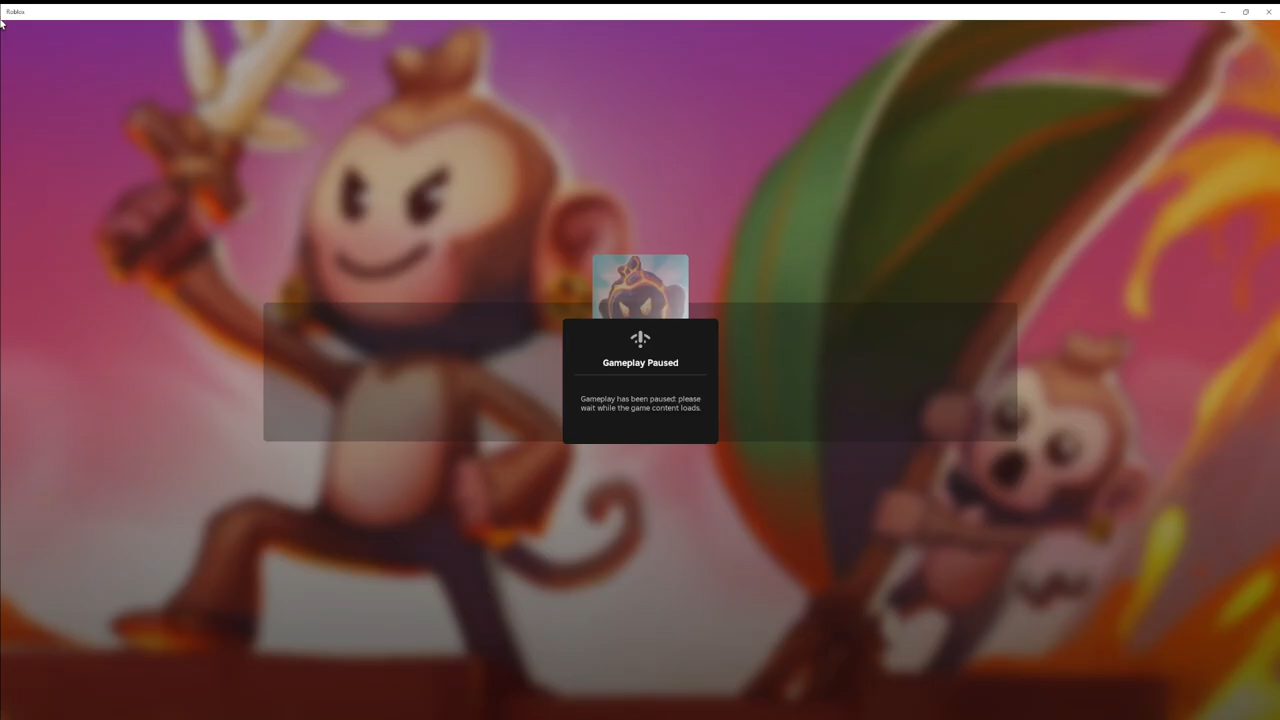 Roblox
Gameplay Paused
Gameplay has been paused: please
wait while the game content loads.